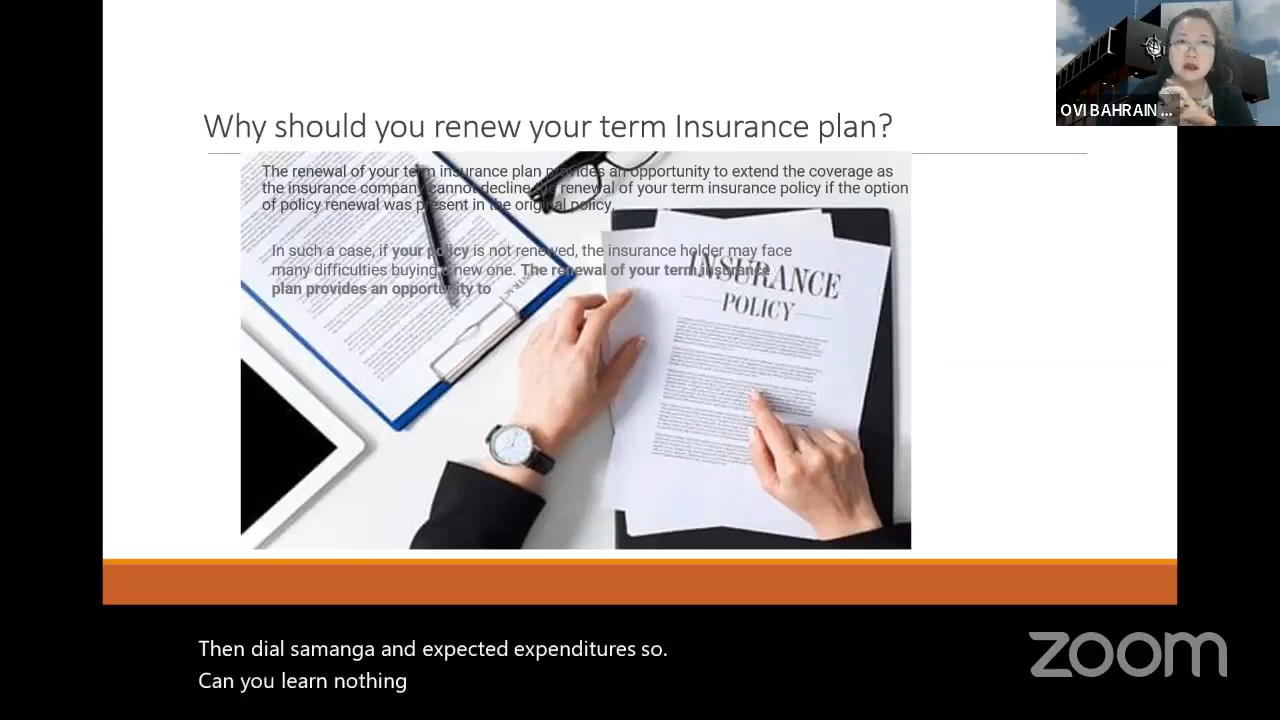 Why should you renew your term Insurance plan?
The renewal of your term insurance plan provides an opportunity to extend the coverage as
the insurance company cannot decline the renewal of your term insurance policy if the option
of policy renewal was present in the original policy.
In such a case, if your policy is not renewed, the insurance holder may face
many difficulties buying a new one. The renewal of your term insurance
plan provides an opportunity to
INSURANCE
POLICY
OVI BAHRAIN ...
Then dial samanga and expected expenditures so.
Can you learn nothing
zoom